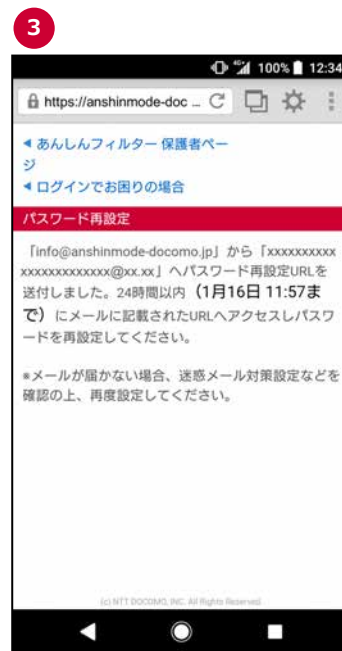 3
100% 12:34
https://anshinmode-doc ...
◀ あんしんフィルター 保護者ペー
ジ
◀ ログインでお困りの場合
パスワード再設定
「info@anshinmode-docomo.jp」から「xxxxxxxxxx
xxxxxxxxxxxxx@xx.xx」へパスワード再設定URLを
送付しました。24時間以内（1月16日 11:57ま
で）にメールに記載されたURLへアクセスしパスワ
ードを再設定してください。
※メールが届かない場合、迷惑メール対策設定などを
確認の上、再度設定してください。
(c) NTT DOCOMO, INC. All Rights Reserved.